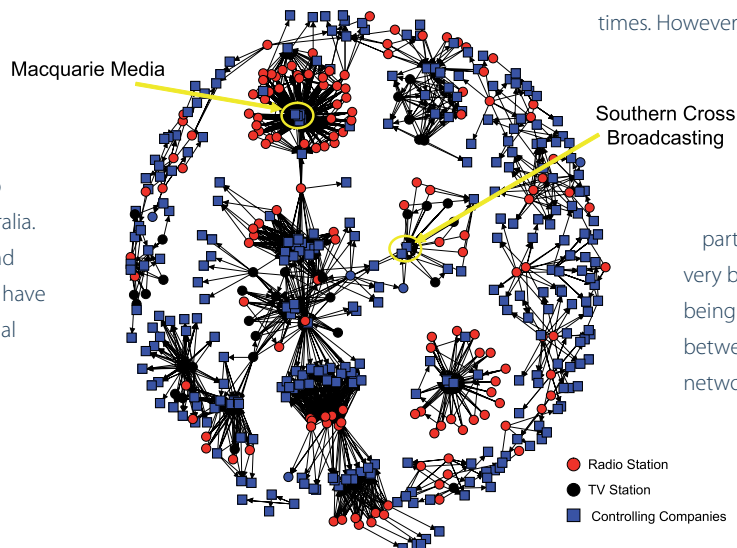 times. However
Macquarie Media
Southern Cross
Broadcasting
ralia.
nd
have
al
part
very b
being
betwe
netwo
Radio Station
TV Station
Controlling Companies